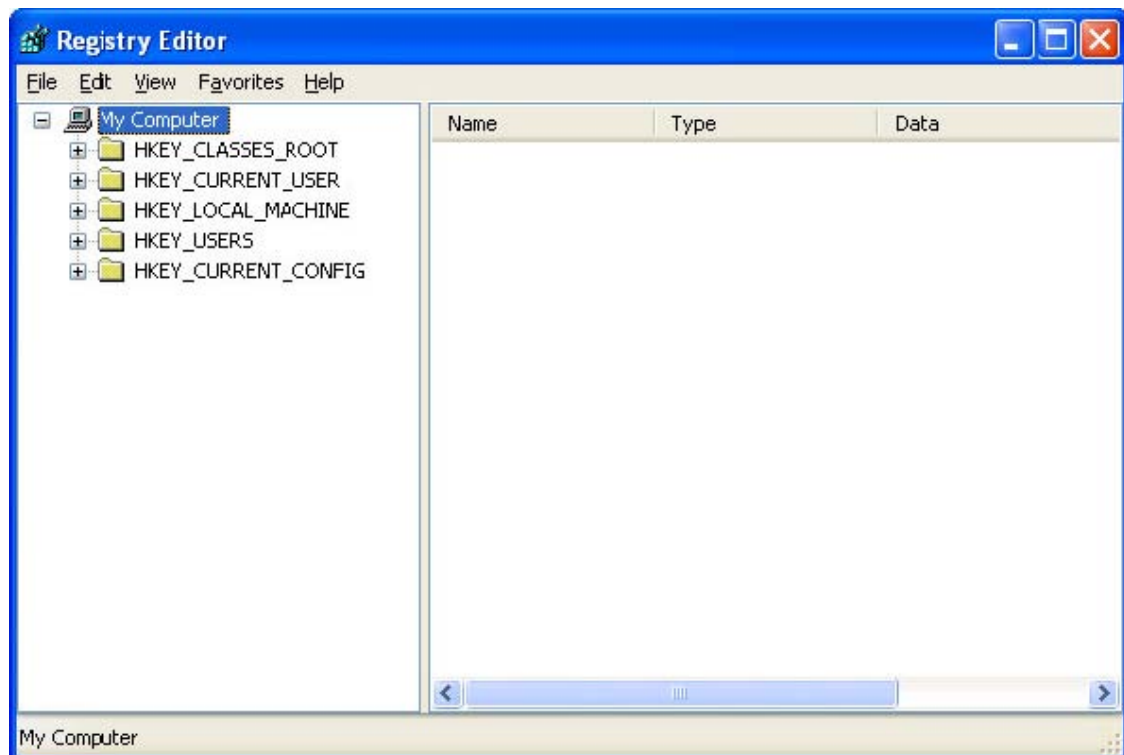 Registry Editor
File Edit View Favorites Help
My Computer
HKEY_CLASSES_ROOT
HKEY_CURRENT_USER
HKEY_LOCAL_MACHINE
HKEY_USERS
HKEY_CURRENT_CONFIG
Name Type Data
My Computer